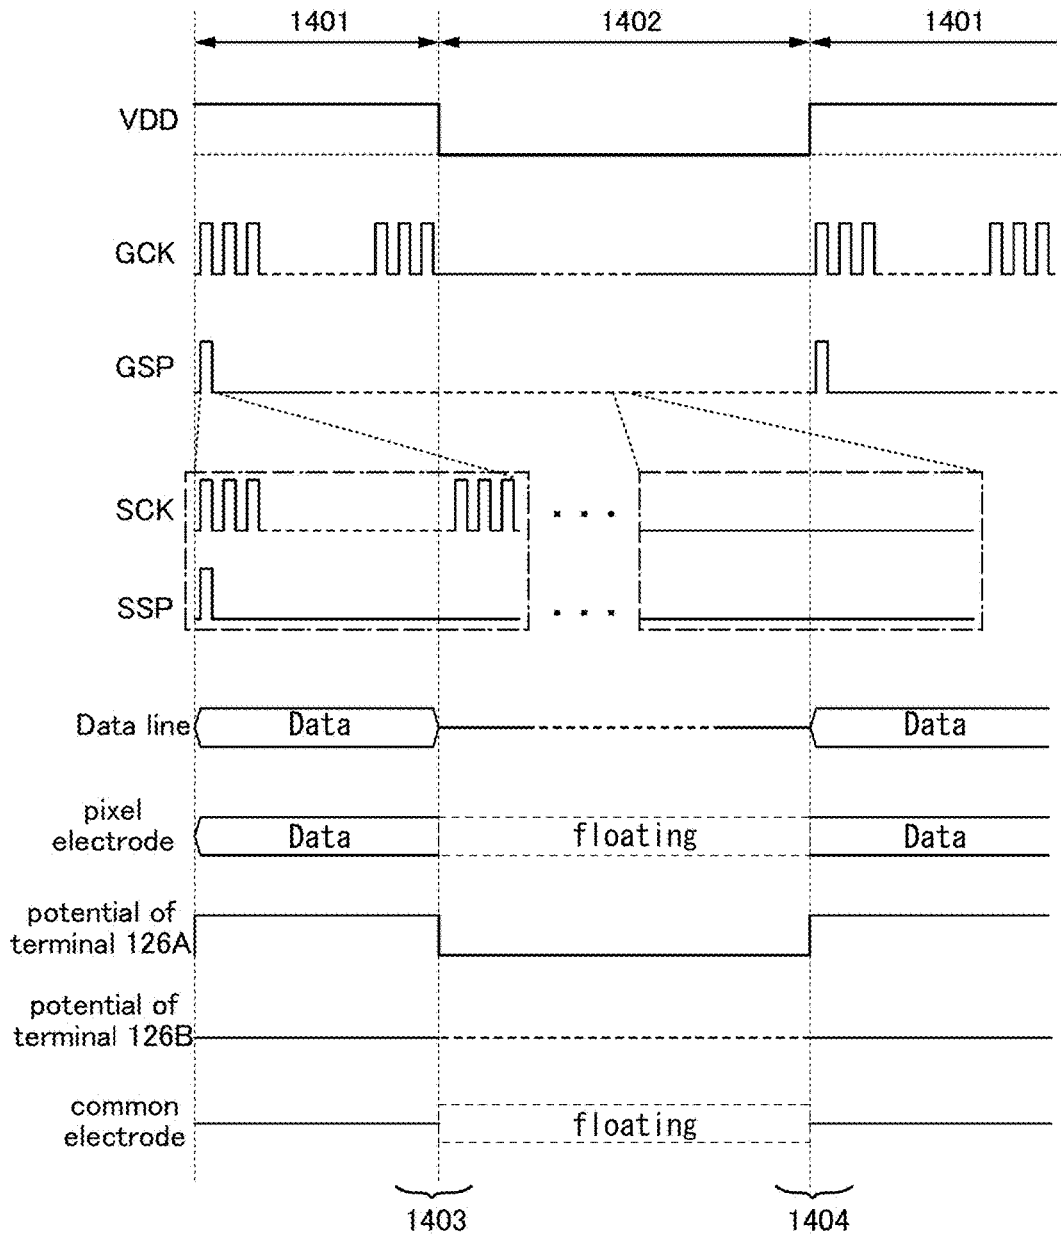 1401 1402 1401
VDD
GCK
GSP
SCK
SSP
Data line Data Data
pixel
electrode Data floating Data
potential of
terminal 126A
potential of
terminal 126B
common
electrode floating
1403 1404